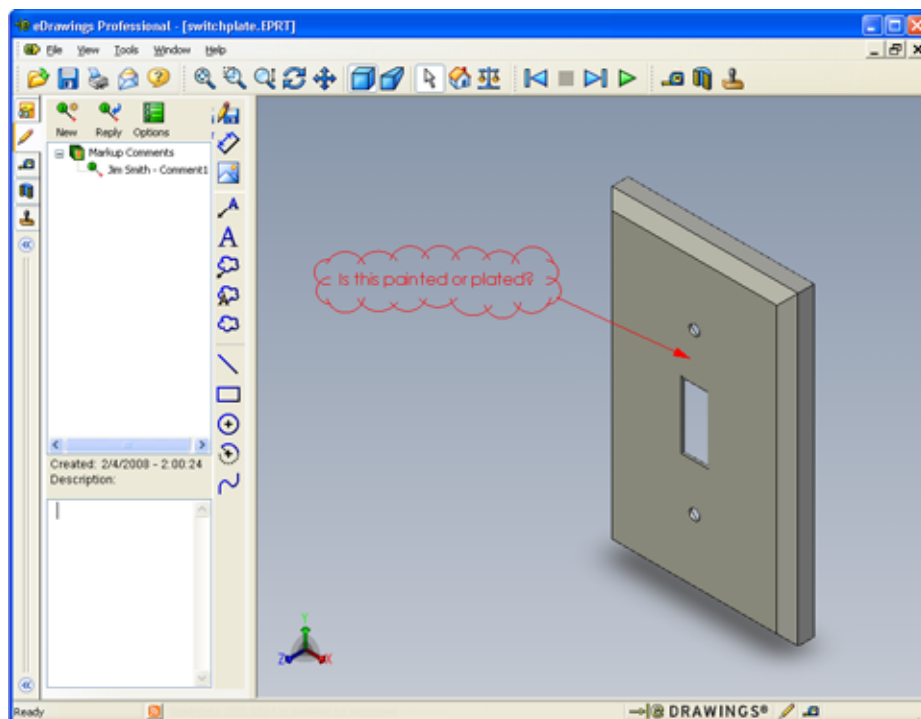 eDrawings Professional - [switchplate.EPRT]
File View Tools Window Help
New Reply Options
Markup Comments
Jim Smith - Comment1
Is this painted or plated?
Created: 2/4/2008 - 2:00:24
Description:
Y
Z X
Ready
DRAWINGS®